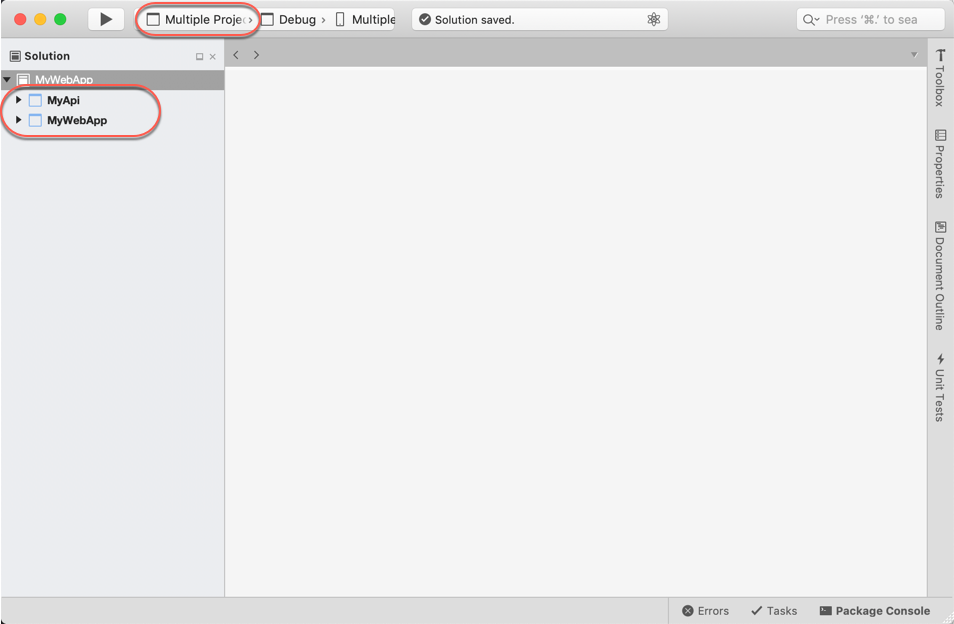 Multiple Proje › Debug › Multiple
Solution saved.
Press '⌘.' to sea
Solution
MyWebApp
MyApi
MyWebApp
Toolbox
Properties
Document Outline
Unit Tests
Errors
Tasks
Package Console